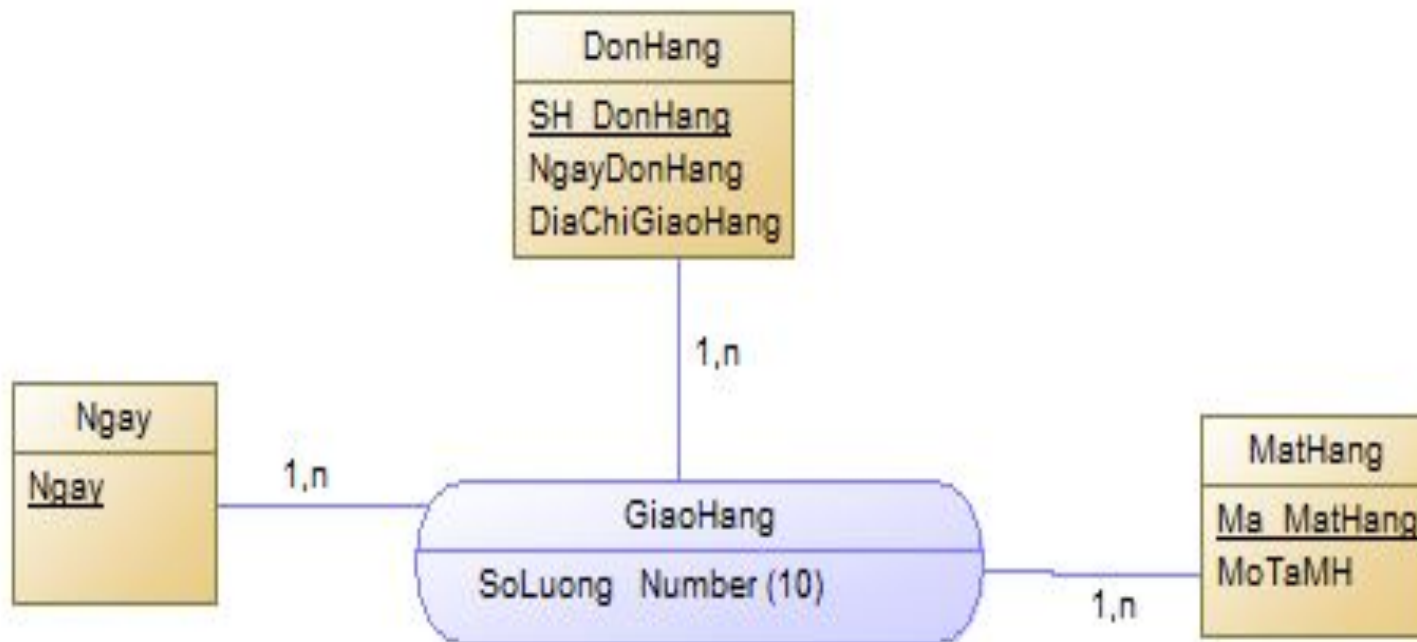 DonHang
SH_DonHang
NgayDonHang
DiaChiGiaoHang
1,n
Ngay
Ngay
1,n
GiaoHang
SoLuong Number (10)
1,n
MatHang
Ma_MatHang
MoTaMH